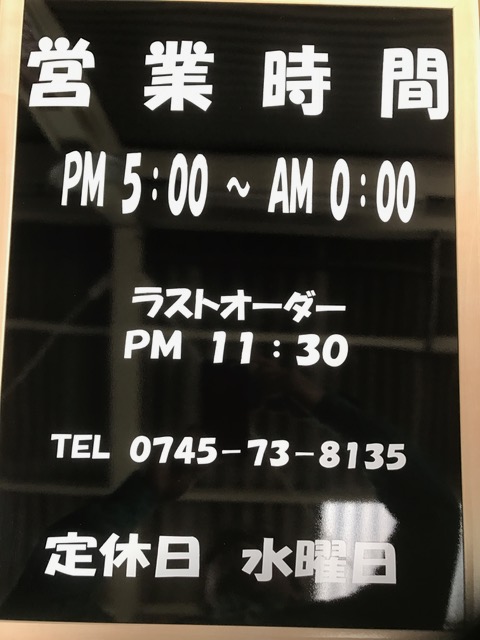 営業時間
PM 5:00 ～ AM 0:00
ラストオーダー
PM 11:30
TEL 0745-73-8135
定休日 水曜日